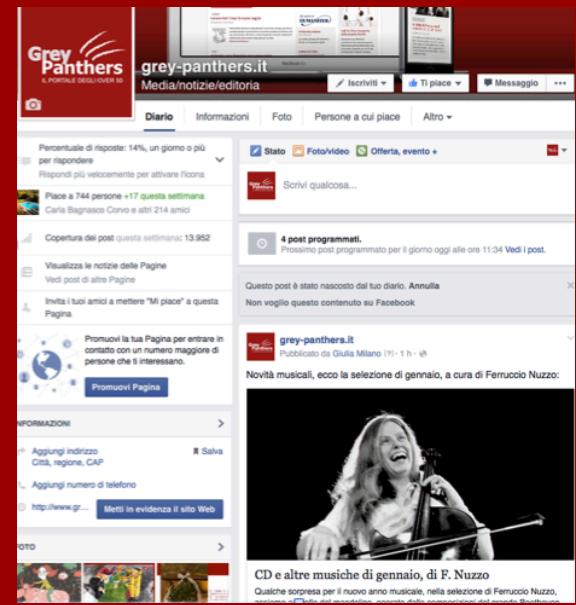 Grey
Panthers
IL PORTALE DEGLI OVER 50
grey-panthers.it
Media/notizie/editoria
Iscriviti
Ti piace
Messaggio
Diario
Informazioni
Foto
Persone a cui piace
Altro
Percentuale di risposte: 14%, un giorno o più
per rispondere
Rispondi più velocemente per attivare l'icona
Piace a 744 persone +17 questa settimana
Carla Bagnasco Corvo e altri 214 amici
Copertura dei post questa settimana: 13.952
Visualizza le notizie delle Pagine
Vedi post di altre Pagine
Invita i tuoi amici a mettere "Mi piace" a questa
Pagina
Promuovi la tua Pagina per entrare in
contatto con un numero maggiore di
persone che ti interessano.
Promuovi Pagina
INFORMAZIONI
Aggiungi indirizzo
Salva
Città, regione, CAP
Aggiungi numero di telefono
http://www.gr...
Metti in evidenza il sito Web
FOTO
Stato
Foto/video
Offerta, evento +
Scrivi qualcosa...
4 post programmati.
Prossimo post programmato per il giorno oggi alle ore 11:34 Vedi i post.
Questo post è stato nascosto dal tuo diario. Annulla
Non voglio questo contenuto su Facebook
grey-panthers.it
Pubblicato da Giulia Milano [?] · 1 h ·
Novità musicali, ecco la selezione di gennaio, a cura di Ferruccio Nuzzo:
CD e altre musiche di gennaio, di F. Nuzzo
Qualche sorpresa per il nuovo anno musicale, nella selezione di Ferruccio Nuzzo,